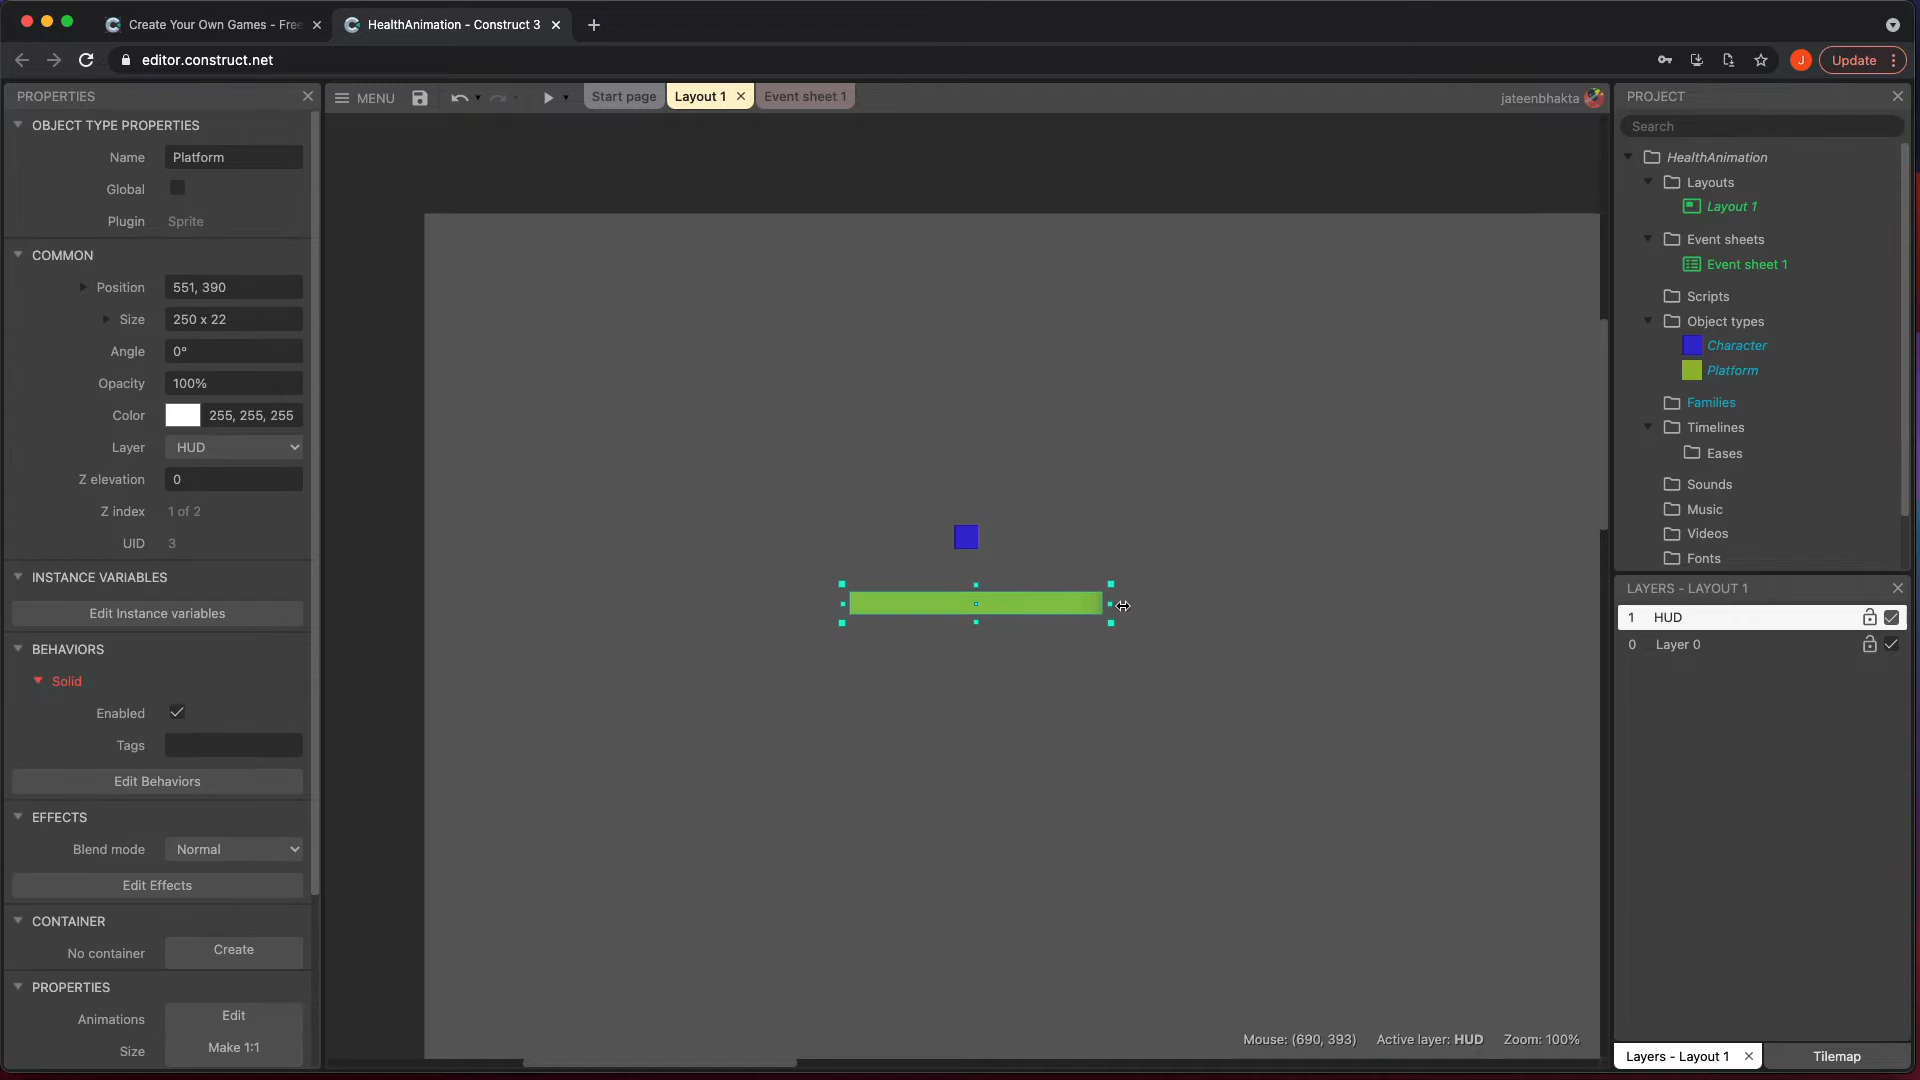 Create Your Own Games - Free
HealthAnimation - Construct 3
editor.construct.net
J
Update
PROPERTIES
OBJECT TYPE PROPERTIES
Name Platform
Global
Plugin Sprite
COMMON
Position 551, 390
Size 250 x 22
Angle 0°
Opacity 100%
Color 255, 255, 255
Layer HUD
Z elevation 0
Z index 1 of 2
UID 3
INSTANCE VARIABLES
Edit Instance variables
BEHAVIORS
Solid
Enabled
Tags
Edit Behaviors
EFFECTS
Blend mode Normal
Edit Effects
CONTAINER
No container Create
PROPERTIES
Animations Edit
Size Make 1:1
MENU
Start page
Layout 1
Event sheet 1
jateenbhakta
Mouse: (690, 393) Active layer: HUD Zoom: 100%
PROJECT
Search
HealthAnimation
Layouts
Layout 1
Event sheets
Event sheet 1
Scripts
Object types
Character
Platform
Families
Timelines
Eases
Sounds
Music
Videos
Fonts
LAYERS - LAYOUT 1
1 HUD
0 Layer 0
Layers - Layout 1
Tilemap